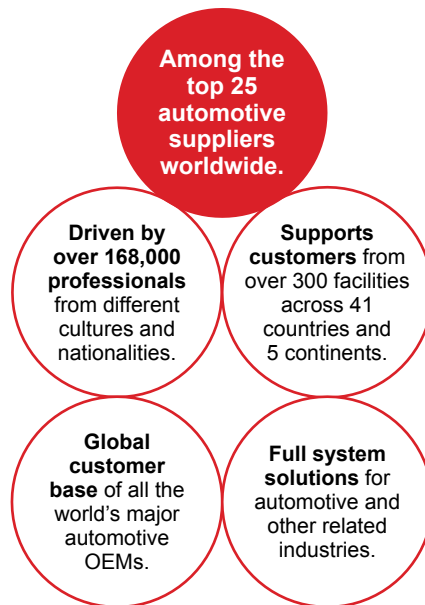 Among the
top 25
automotive
suppliers
worldwide.
Driven by
over 168,000
professionals
from different
cultures and
nationalities.
Supports
customers from
over 300 facilities
across 41
countries and
5 continents.
Global
customer
base of all the
world’s major
automotive
OEMs.
Full system
solutions for
automotive and
other related
industries.